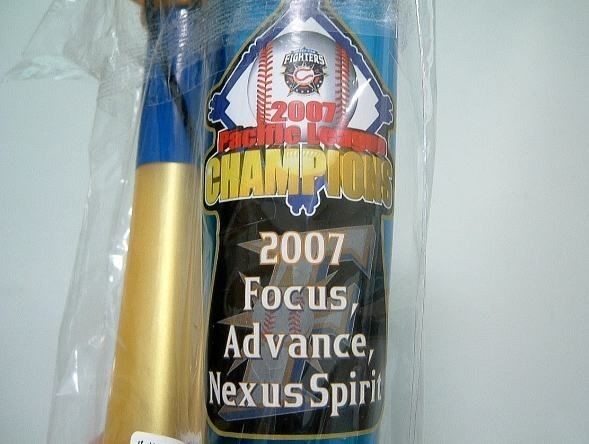 FIGHTERS
2007
Pacific League
CHAMPIONS
2007
Focus,
Advance,
Nexus Spirit